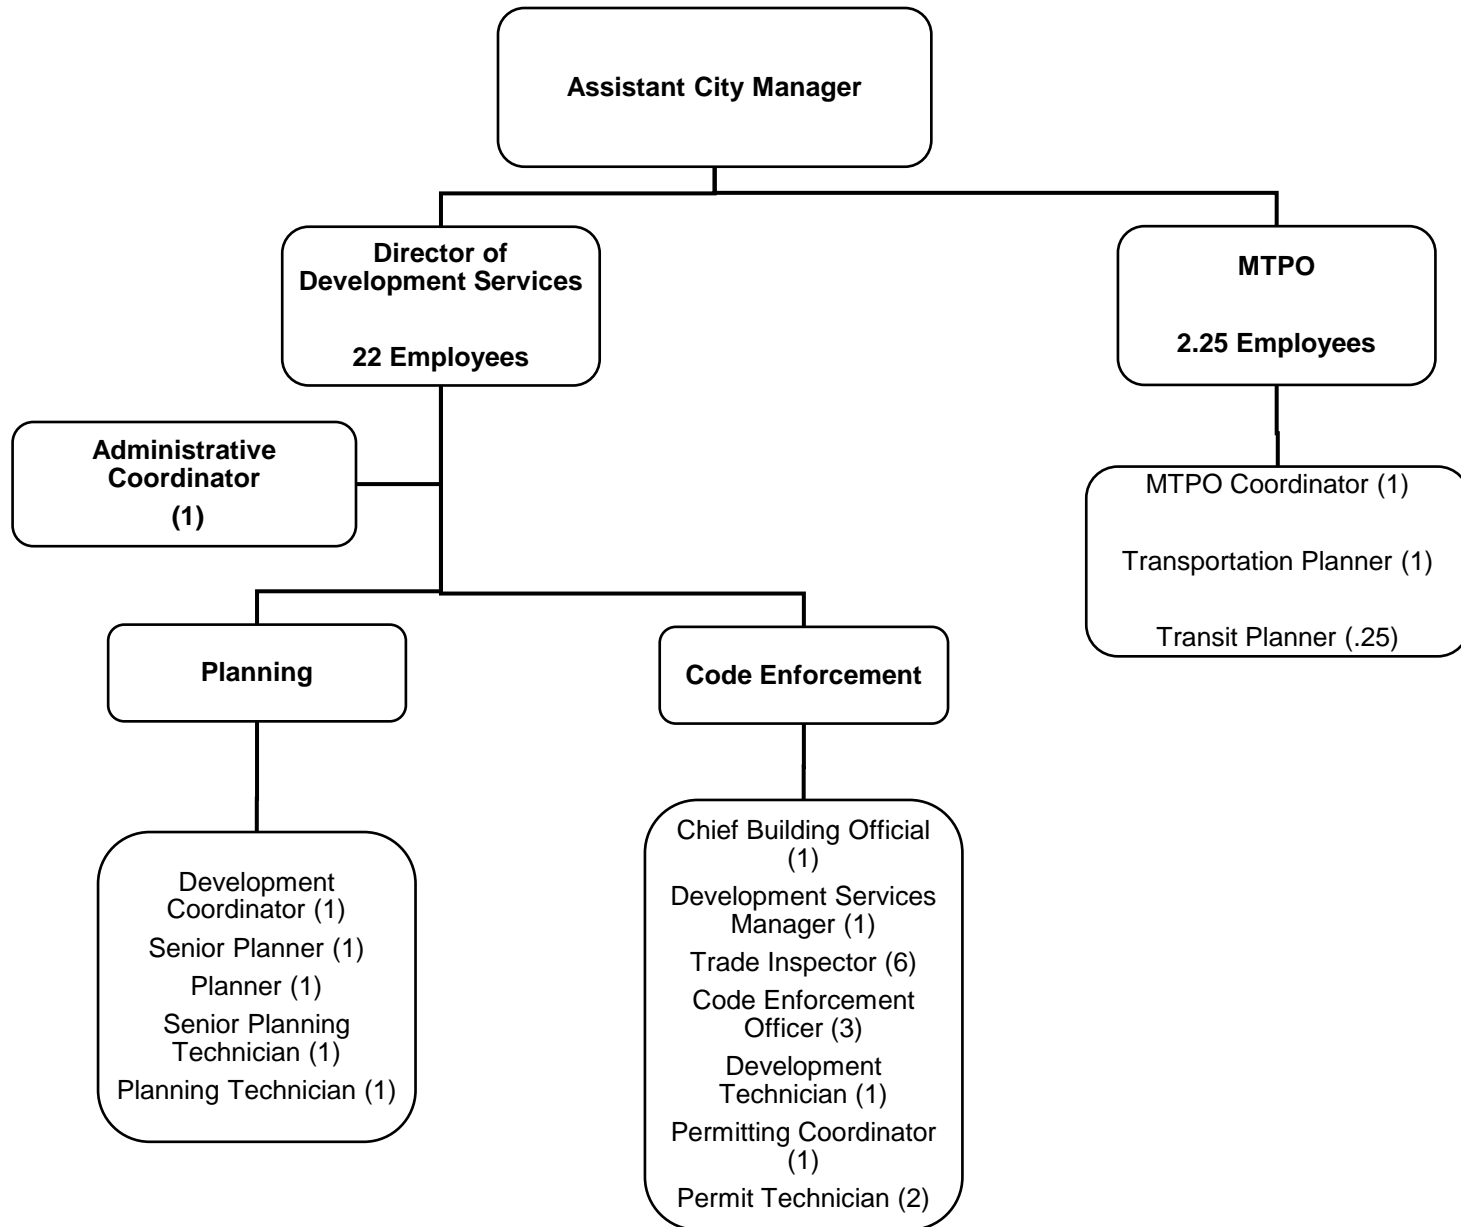 Assistant City Manager
Director of
Development Services
22 Employees
MTPO
2.25 Employees
Administrative
Coordinator
(1)
MTPO Coordinator (1)
Transportation Planner (1)
Transit Planner (.25)
Planning
Code Enforcement
Development
Coordinator (1)
Senior Planner (1)
Planner (1)
Senior Planning
Technician (1)
Planning Technician (1)
Chief Building Official
(1)
Development Services
Manager (1)
Trade Inspector (6)
Code Enforcement
Officer (3)
Development
Technician (1)
Permitting Coordinator
(1)
Permit Technician (2)